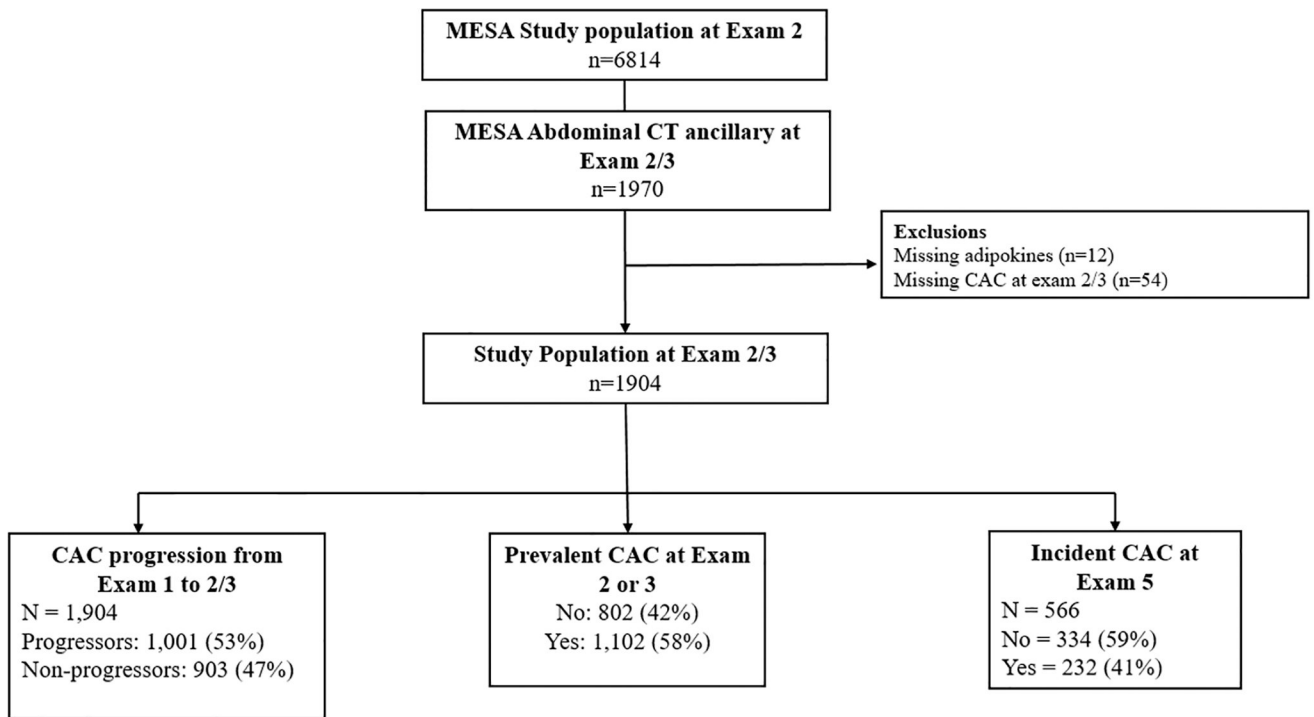 MESA Study population at Exam 2
n=6814
MESA Abdominal CT ancillary at
Exam 2/3
n=1970
Exclusions
Missing adipokines (n=12)
Missing CAC at exam 2/3 (n=54)
Study Population at Exam 2/3
n=1904
CAC progression from
Exam 1 to 2/3
N = 1,904
Progressors: 1,001 (53%)
Non-progressors: 903 (47%)
Prevalent CAC at Exam
2 or 3
No: 802 (42%)
Yes: 1,102 (58%)
Incident CAC at
Exam 5
N = 566
No = 334 (59%)
Yes = 232 (41%)